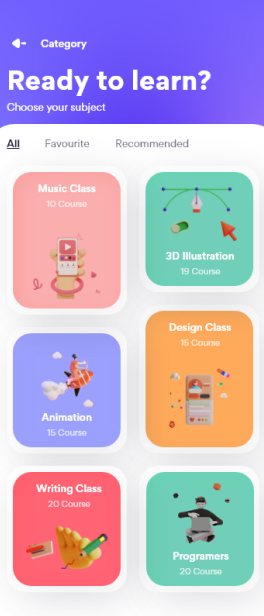 Category
Ready to learn?
Choose your subject
All Favourite Recommended
Music Class
10 Course
3D Illustration
19 Course
Design Class
15 Course
Animation
15 Course
Writing Class
20 Course
Programers
20 Course